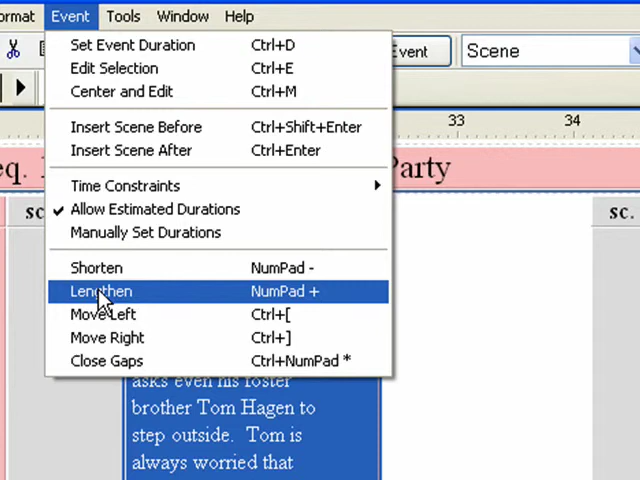 ormat Event Tools Window Help
Set Event Duration Ctrl+D
Edit Selection Ctrl+E
Center and Edit Ctrl+M
Insert Scene Before Ctrl+Shift+Enter
Insert Scene After Ctrl+Enter
Time Constraints
Allow Estimated Durations
Manually Set Durations
Shorten NumPad -
Lengthen NumPad +
Move Left Ctrl+[
Move Right Ctrl+]
Close Gaps Ctrl+NumPad *
Event Scene
33 34
eq. Party
sc. sc.
asks even his foster
brother Tom Hagen to
step outside. Tom is
always worried that